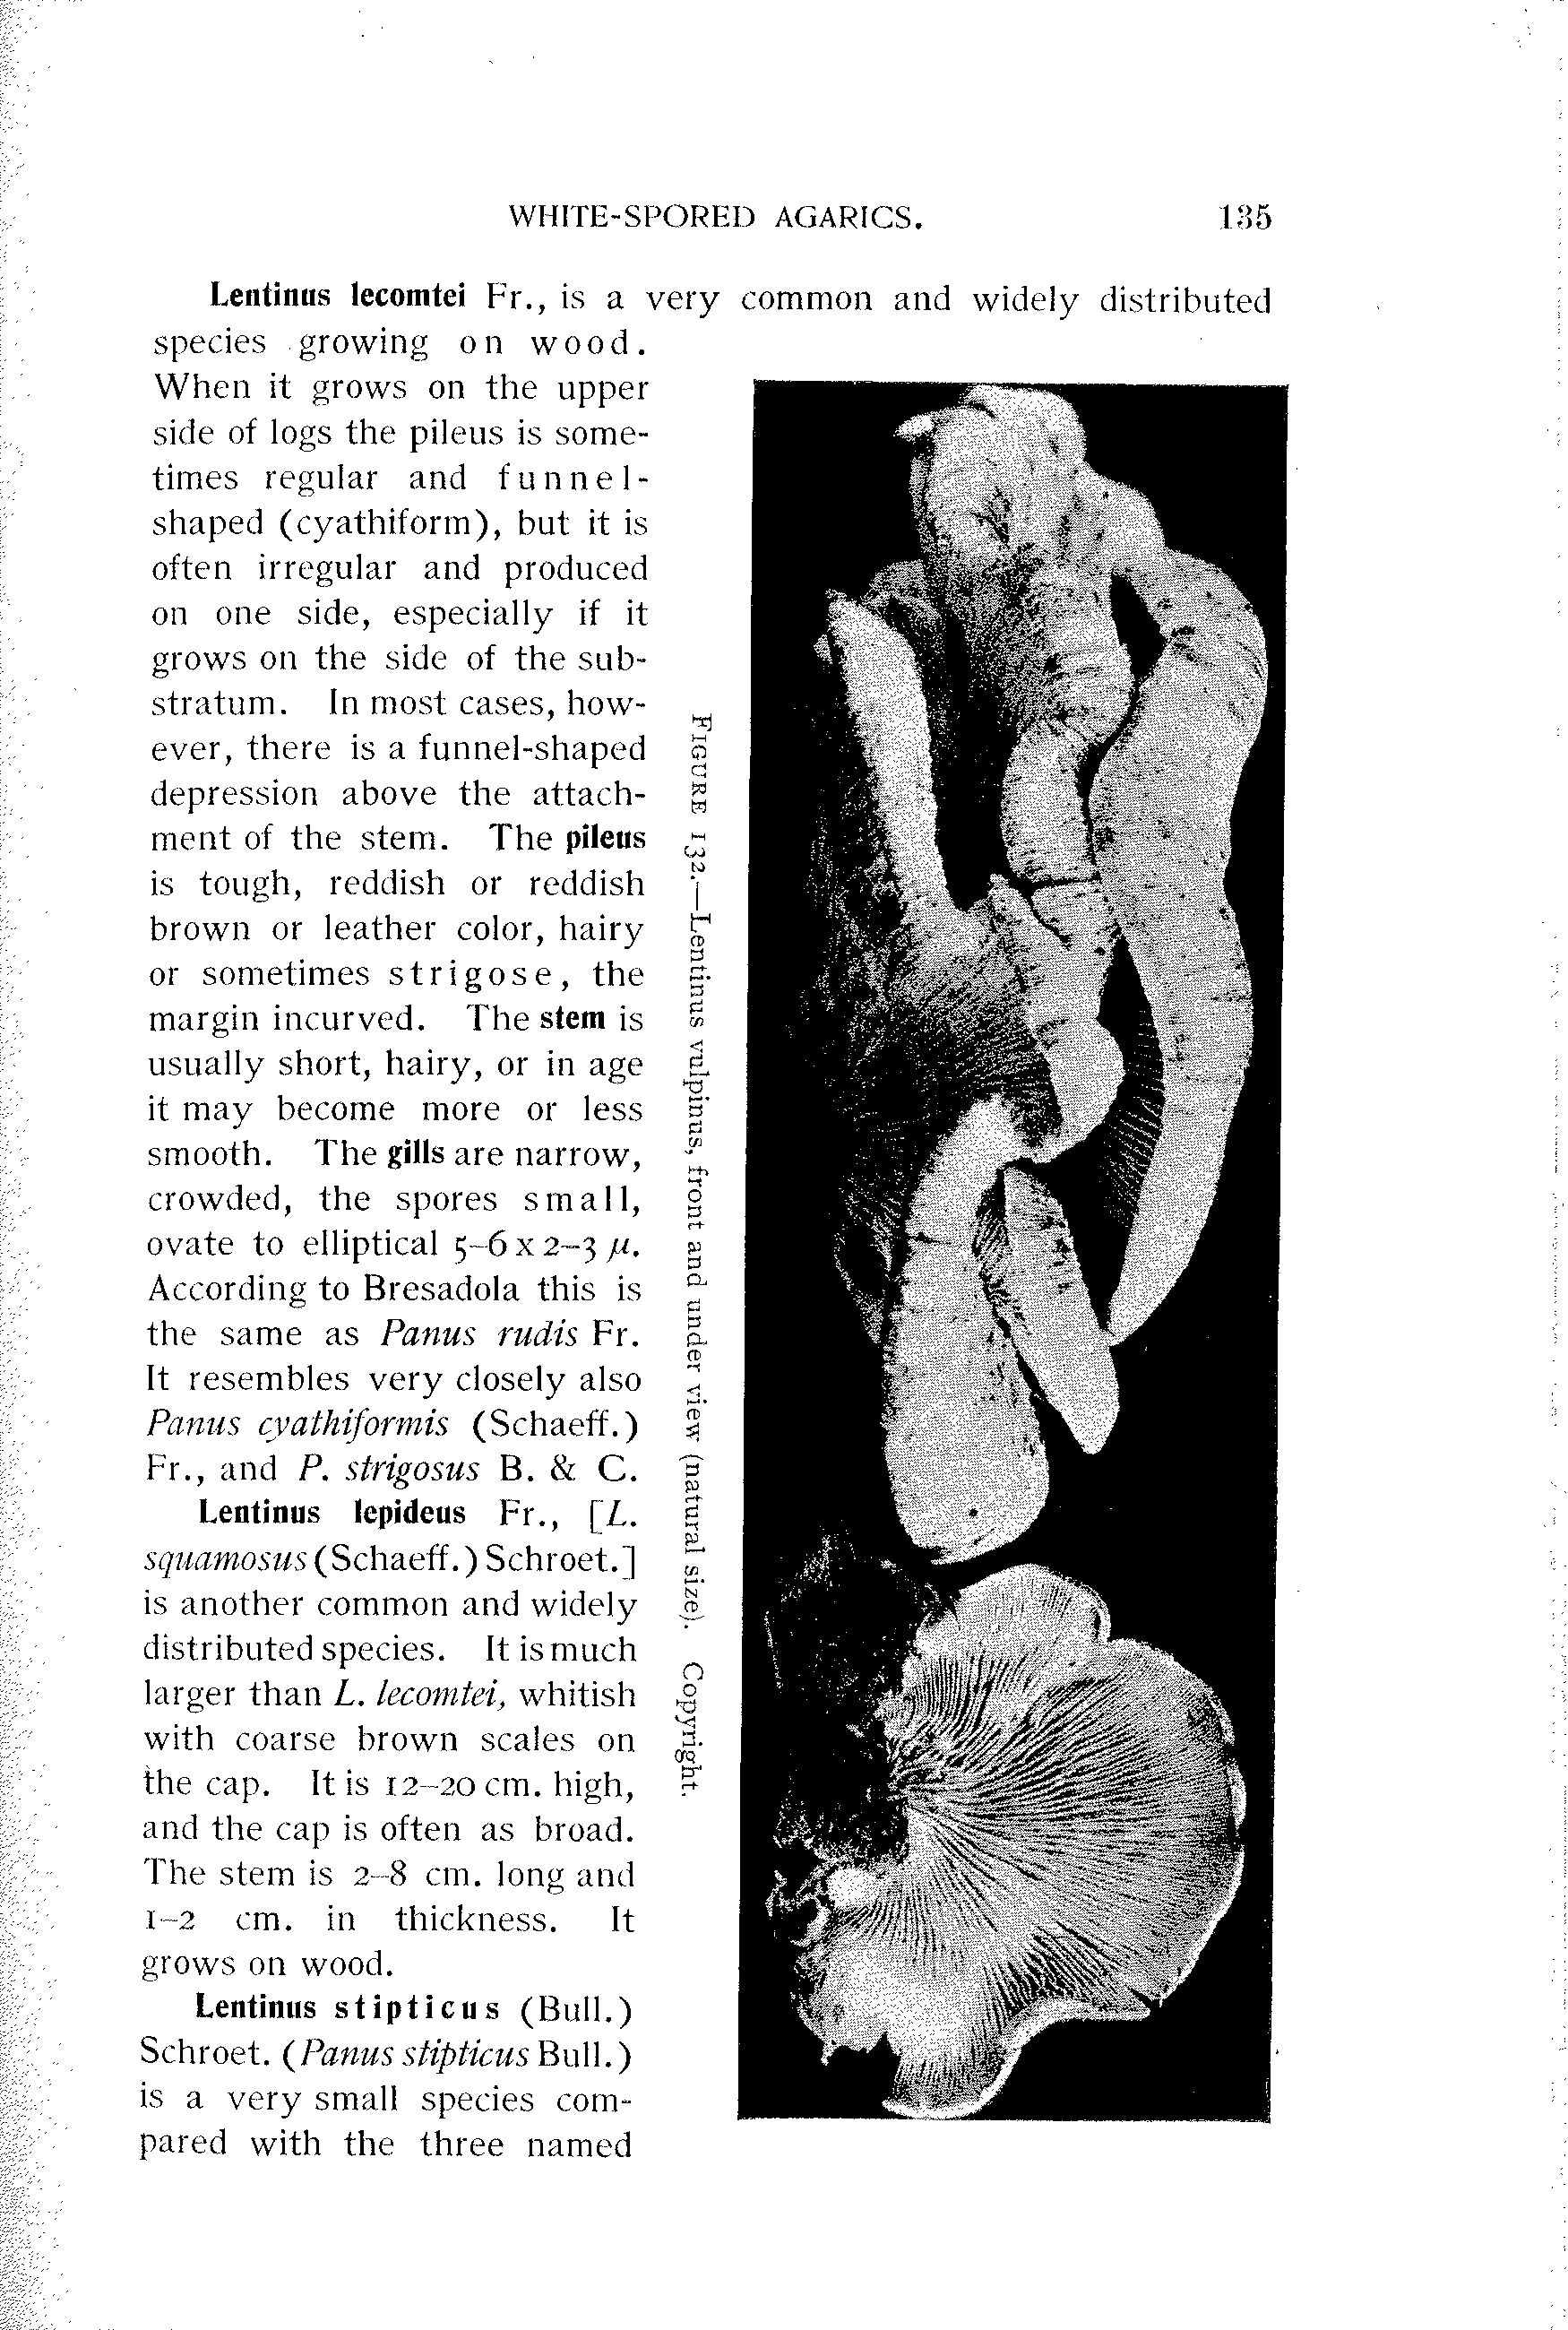 WHITE-SPORED AGARICS. 135
Lentinus lecomtei Fr., is a very common and widely distributed
species growing on wood.
When it grows on the upper
side of logs the pileus is some-
times regular and funnel-
shaped (cyathiform), but it is
often irregular and produced
on one side, especially if it
grows on the side of the sub-
stratum. In most cases, how-
ever, there is a funnel-shaped
depression above the attach-
ment of the stem. The pileus
is tough, reddish or reddish
brown or leather color, hairy
or sometimes strigose, the
margin incurved. The stem is
usually short, hairy, or in age
it may become more or less
smooth. The gills are narrow,
crowded, the spores small,
ovate to elliptical 5–6 x 2–3 µ.
According to Bresadola this is
the same as Panus rudis Fr.
It resembles very closely also
Panus cyathiformis (Schaeff.)
Fr., and P. strigosus B. & C.
Lentinus lepideus Fr., [L.
squamosus (Schaeff.) Schroet.]
is another common and widely
distributed species. It is much
larger than L. lecomtei, whitish
with coarse brown scales on
the cap. It is 12–20 cm. high,
and the cap is often as broad.
The stem is 2–8 cm. long and
1–2 cm. in thickness. It
grows on wood.
Lentinus stipticus (Bull.)
Schroet. (Panus stipticus Bull.)
is a very small species com-
pared with the three named
FIGURE 132.—Lentinus vulpinus, front and under view (natural size). Copyright.